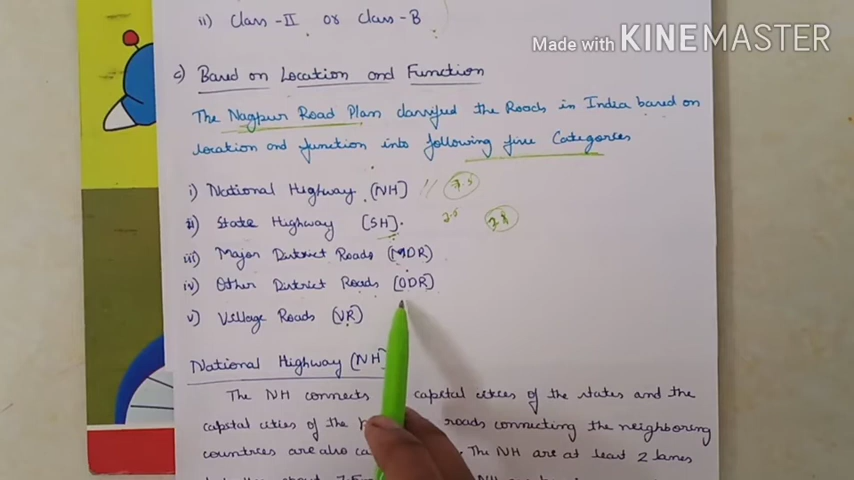 ii) Class - II or Class - B
Made with KINEMASTER
c) Based on Location and Function
The Nagpur Road Plan classified the Roads in India based on
location and function into following five Categories
i) National Highway (NH] 7.5
ii) State Highway [SH].
iii) Major District Roads (MDR)
iv) Other District Roads [ODR]
v) Village Roads (VR)
National Highway (NH
The NH connects capital cities of the states and the
capital cities of the roads connecting the neighboring
countries are also The NH are at least 2 lanes